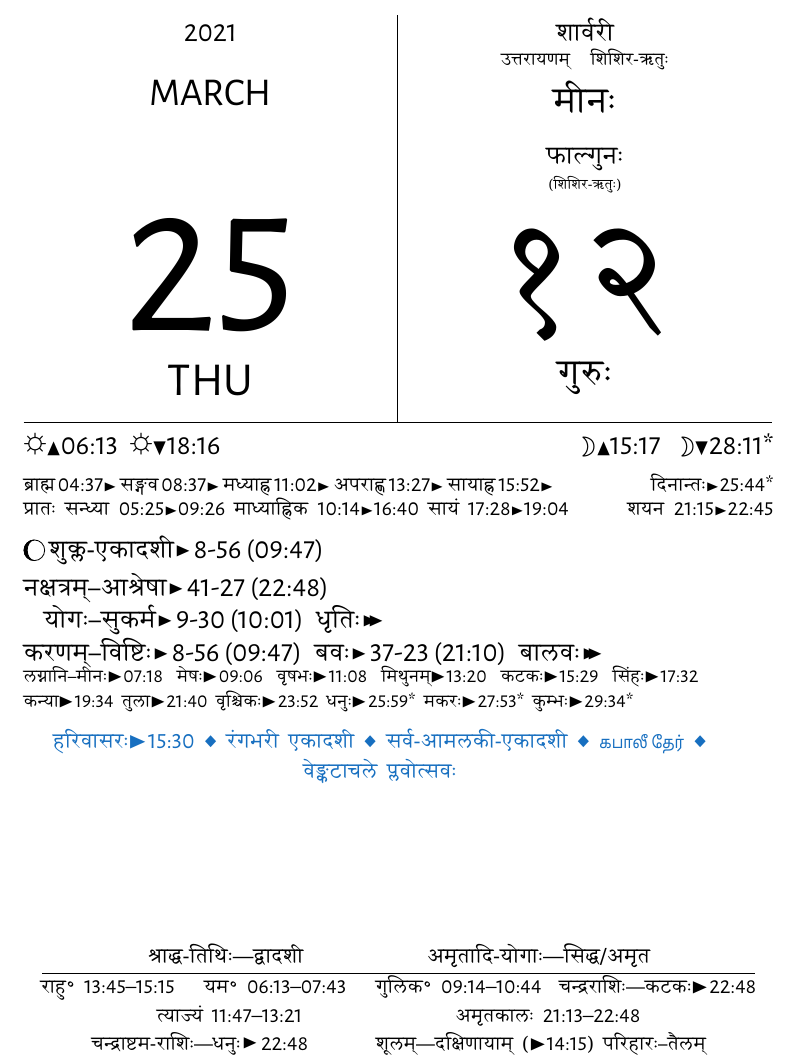 2021
MARCH
25
THU
शार्वरी
उत्तरायणम् शिशिर-ऋतुः
मीनः
फाल्गुनः
(शिशिर-ऋतुः)
१२
गुरुः
☼▲06:13 ☼▼18:16 ☽▲15:17 ☽▼28:11*
ब्राह्म 04:37► सङ्गव 08:37► मध्याह्न 11:02► अपराह्ण 13:27► सायाह्न 15:52► दिनान्तः►25:44*
प्रातः सन्ध्या 05:25►09:26 माध्याह्निक 10:14►16:40 सायं 17:28►19:04 शयन 21:15►22:45
शुक्ल-एकादशी► 8-56 (09:47)
नक्षत्रम्–आश्रेषा► 41-27 (22:48)
योगः–सुकर्म► 9-30 (10:01) धृतिः►►
करणम्–विष्टिः► 8-56 (09:47) बवः► 37-23 (21:10) बालवः►►
लग्नानि–मीनः►07:18 मेषः►09:06 वृषभः►11:08 मिथुनम्►13:20 कटकः►15:29 सिंहः►17:32
कन्या►19:34 तुला►21:40 वृश्चिकः►23:52 धनुः►25:59* मकरः►27:53* कुम्भः►29:34*
हरिवासरः►15:30 ◆ रंगभरी एकादशी ◆ सर्व-आमलकी-एकादशी ◆ கபாலீ தேர் ◆
वेङ्कटाचले प्लवोत्सवः
श्राद्ध-तिथिः—द्वादशी अमृतादि-योगाः—सिद्ध/अमृत
राहु° 13:45–15:15 यम° 06:13–07:43 गुलिक° 09:14–10:44 चन्द्रराशिः—कटकः►22:48
त्याज्यं 11:47–13:21 अमृतकालः 21:13–22:48
चन्द्राष्टम-राशिः—धनुः► 22:48 शूलम्—दक्षिणायाम् (►14:15) परिहारः–तैलम्